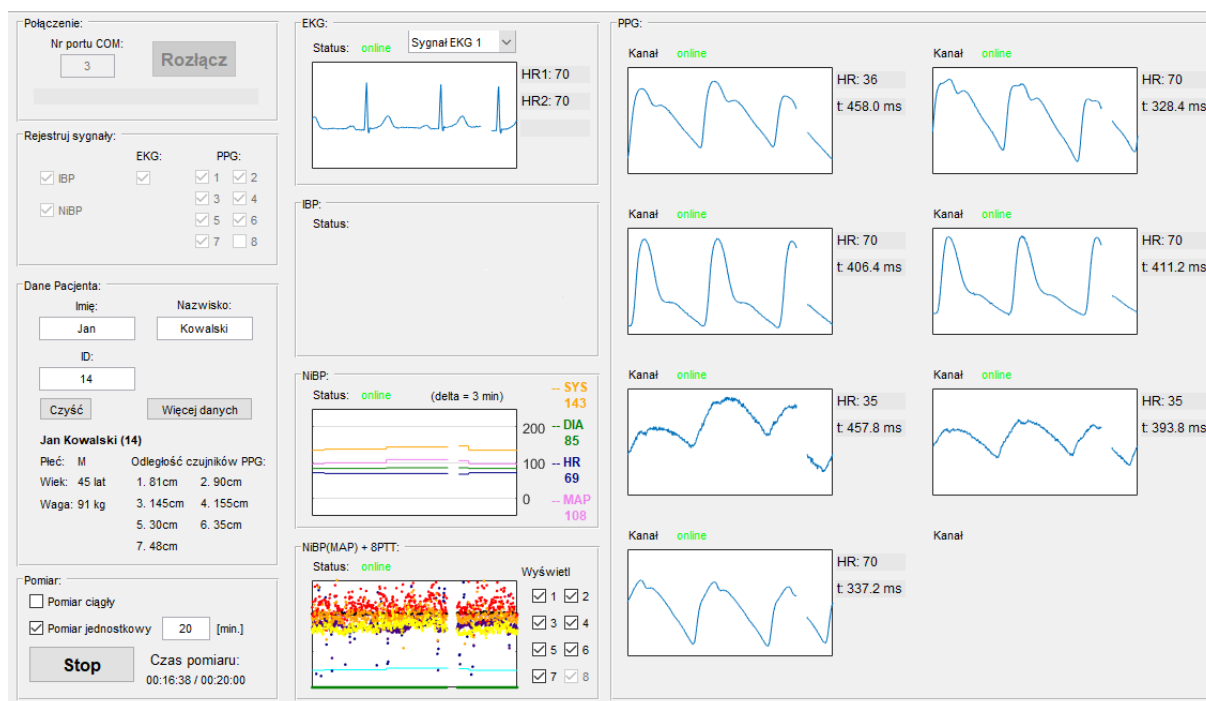 Połączenie:
Nr portu COM:
3
Rozłącz
Rejestruj sygnały:
EKG: PPG:
IBP
1 2
NiBP
3 4
5 6
7 8
Dane Pacjenta:
Imię: Nazwisko:
Jan Kowalski
ID:
14
Czyść Więcej danych
Jan Kowalski (14)
Płeć: M Odległość czujników PPG:
Wiek: 45 lat 1. 81cm 2. 90cm
Waga: 91 kg 3. 145cm 4. 155cm
5. 30cm 6. 35cm
7. 48cm
Pomiar:
Pomiar ciągły
Pomiar jednostkowy 20 [min.]
Stop
Czas pomiaru:
00:16:38 / 00:20:00
EKG:
Status: online Sygnał EKG 1
HR1: 70
HR2: 70
IBP:
Status:
NiBP:
Status: online (delta = 3 min)
-- SYS
143
200 -- DIA
85
100 -- HR
69
0 -- MAP
108
NiBP(MAP) + 8PTT:
Status: online Wyświetl
1 2
3 4
5 6
7 8
PPG:
Kanał online
HR: 36
t: 458.0 ms
Kanał online
HR: 70
t: 328.4 ms
Kanał online
HR: 70
t: 406.4 ms
Kanał online
HR: 70
t: 411.2 ms
Kanał online
HR: 35
t: 457.8 ms
Kanał online
HR: 35
t: 393.8 ms
Kanał online
HR: 70
t: 337.2 ms
Kanał